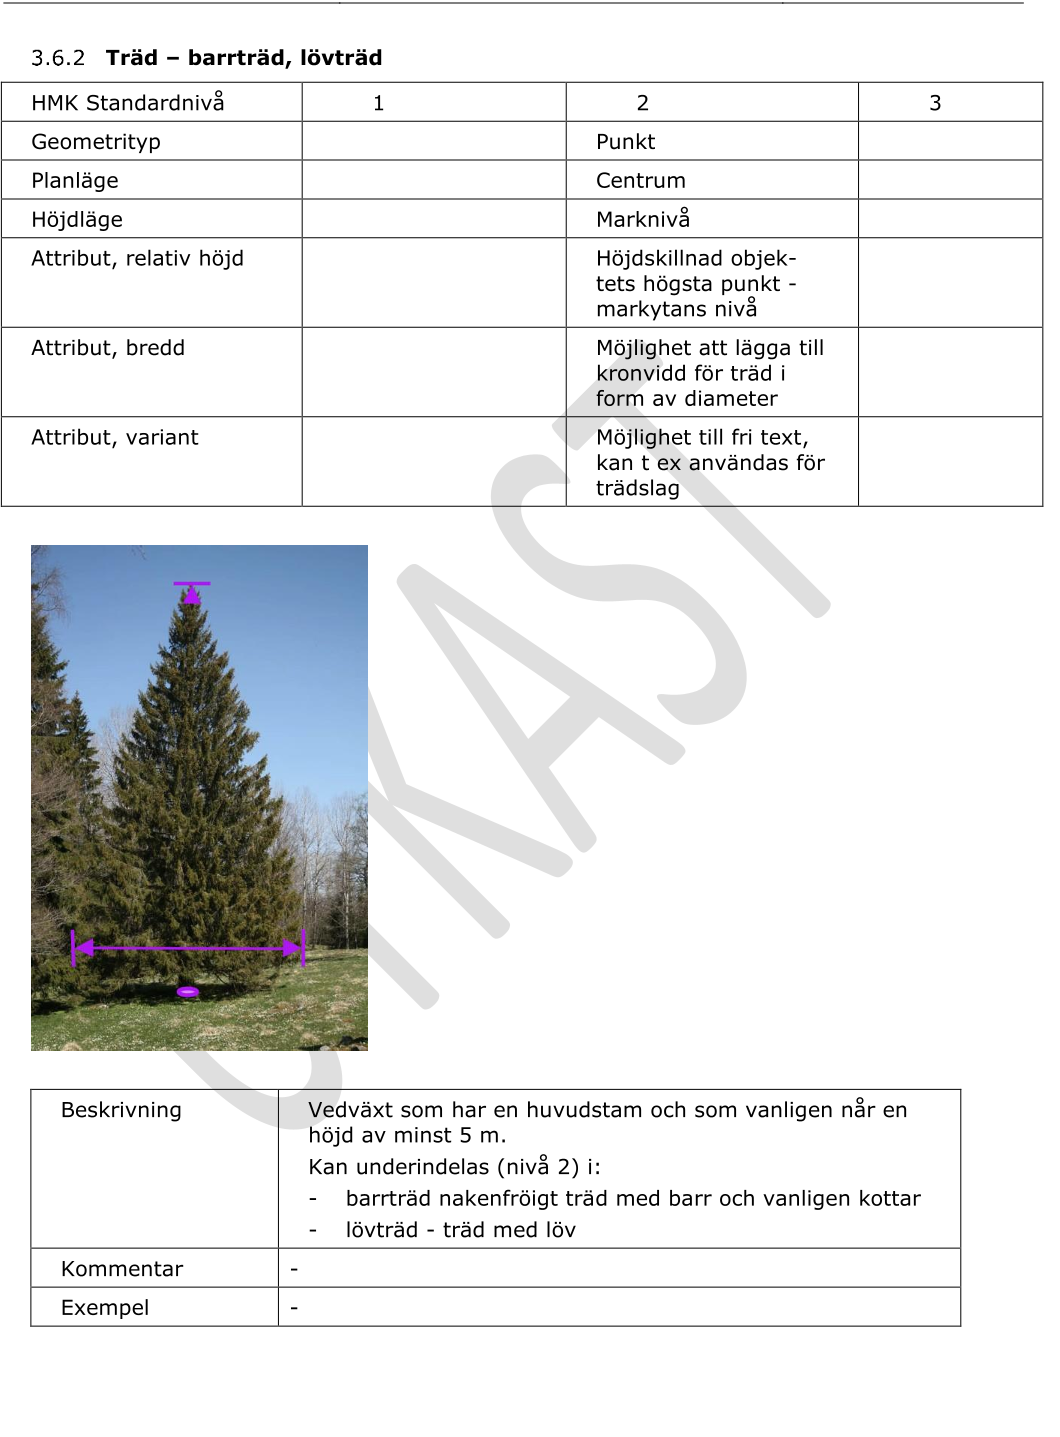 3.6.2 Träd – barrträd, lövträd
HMK Standardnivå 1 2 3
Geometrityp Punkt
Planläge Centrum
Höjdläge Marknivå
Attribut, relativ höjd Höjdskillnad objek-
tets högsta punkt -
markytans nivå
Attribut, bredd Möjlighet att lägga till
kronvidd för träd i
form av diameter
Attribut, variant Möjlighet till fri text,
kan t ex användas för
trädslag
UTKAST
Beskrivning Vedväxt som har en huvudstam och som vanligen når en
höjd av minst 5 m.
Kan underindelas (nivå 2) i:
- barrträd nakenfröigt träd med barr och vanligen kottar
- lövträd - träd med löv
Kommentar -
Exempel -